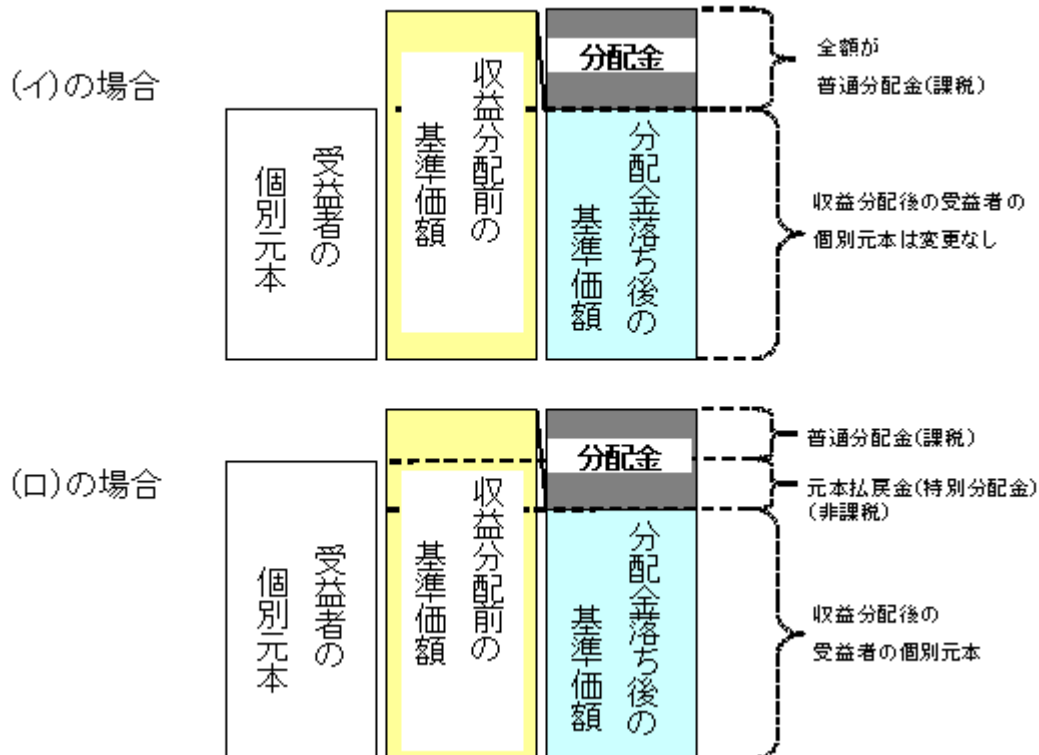 (イ)の場合
受益者の
個別元本
収益分配前の
基準価額
分配金
分配金落ち後の
基準価額
全額が
普通分配金(課税)
収益分配後の受益者の
個別元本は変更なし
(ロ)の場合
受益者の
個別元本
収益分配前の
基準価額
分配金
分配金落ち後の
基準価額
普通分配金(課税)
元本払戻金(特別分配金)
(非課税)
収益分配後の
受益者の個別元本